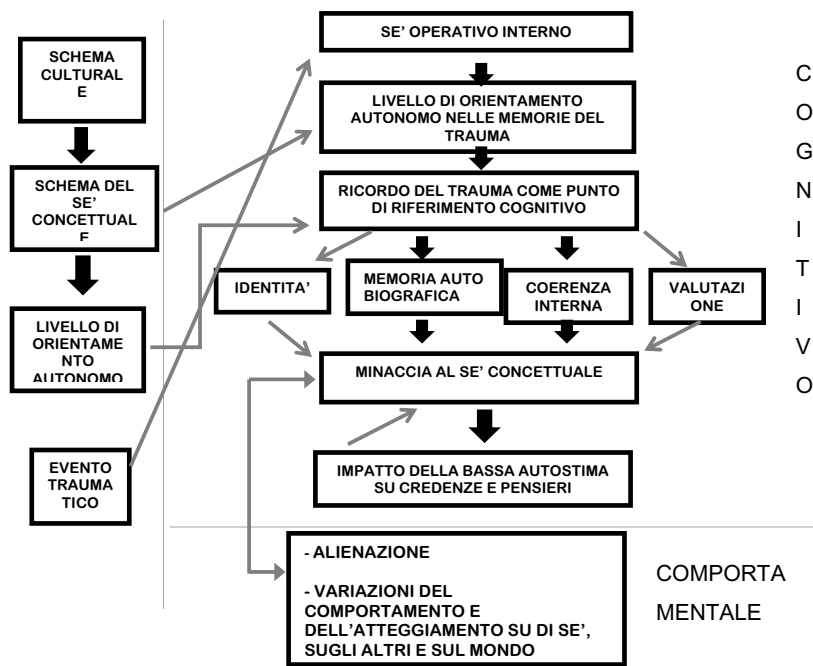 SCHEMA
CULTURAL
E
SCHEMA DEL
SE’
CONCETTUAL
E
LIVELLO DI
ORIENTAME
NTO
AUTONOMO
EVENTO
TRAUMA
TICO
SE’ OPERATIVO INTERNO
LIVELLO DI ORIENTAMENTO
AUTONOMO NELLE MEMORIE DEL
TRAUMA
RICORDO DEL TRAUMA COME PUNTO
DI RIFERIMENTO COGNITIVO
IDENTITA’
MEMORIA AUTO
BIOGRAFICA
COERENZA
INTERNA
VALUTAZI
ONE
MINACCIA AL SE’ CONCETTUALE
IMPATTO DELLA BASSA AUTOSTIMA
SU CREDENZE E PENSIERI
C
O
G
N
I
T
I
V
O
- ALIENAZIONE
- VARIAZIONI DEL
COMPORTAMENTO E
DELL’ATTEGGIAMENTO SU DI SE’,
SUGLI ALTRI E SUL MONDO
COMPORTA
MENTALE